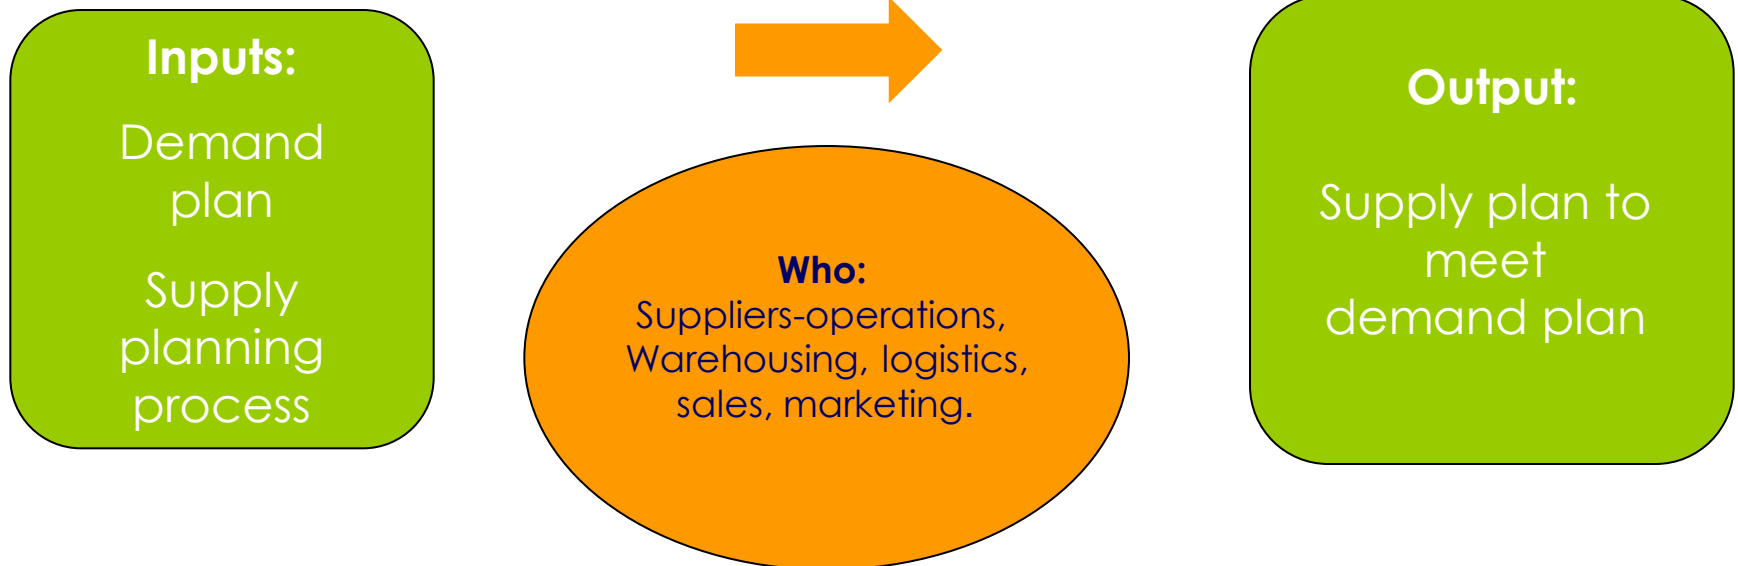 Inputs:
Demand
plan
Supply
planning
process
Who:
Suppliers-operations,
Warehousing, logistics,
sales, marketing.
Output:
Supply plan to
meet
demand plan